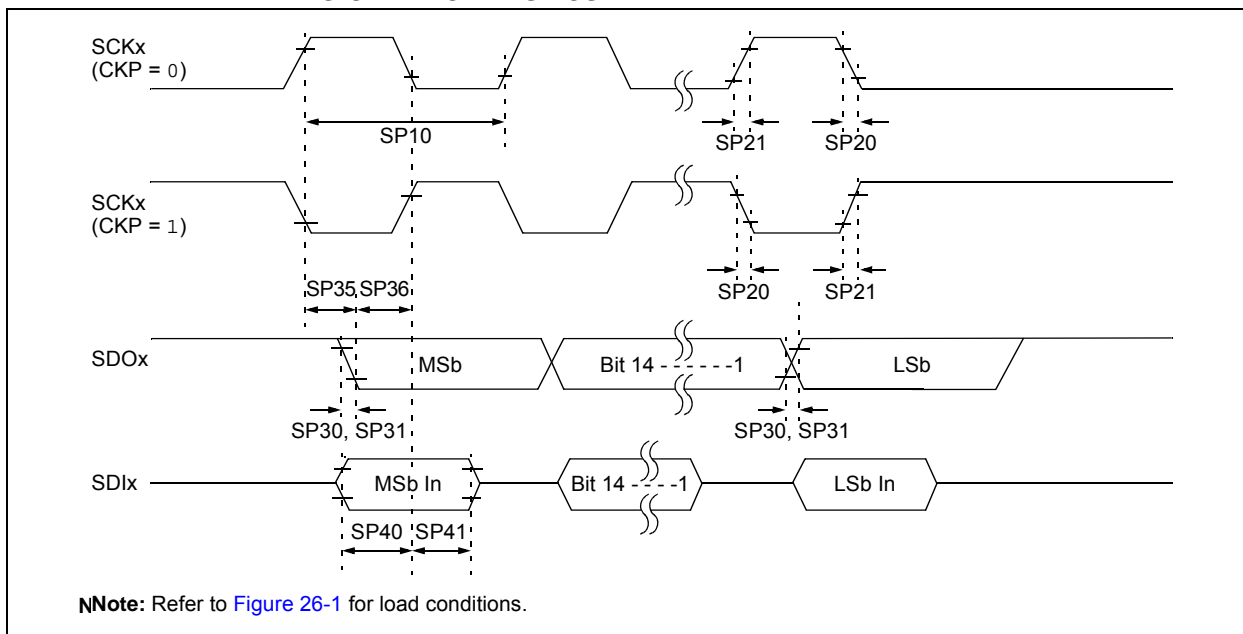 SCKx
(CKP = 0)
SP10
SP21
SP20
SCKx
(CKP = 1)
SP35 SP36
SP20
SP21
SDOx
MSb
Bit 14 - - - - - -1
LSb
SP30, SP31
SP30, SP31
SDIx
MSb In
Bit 14 - - - -1
LSb In
SP40 SP41
NNote: Refer to Figure 26-1 for load conditions.